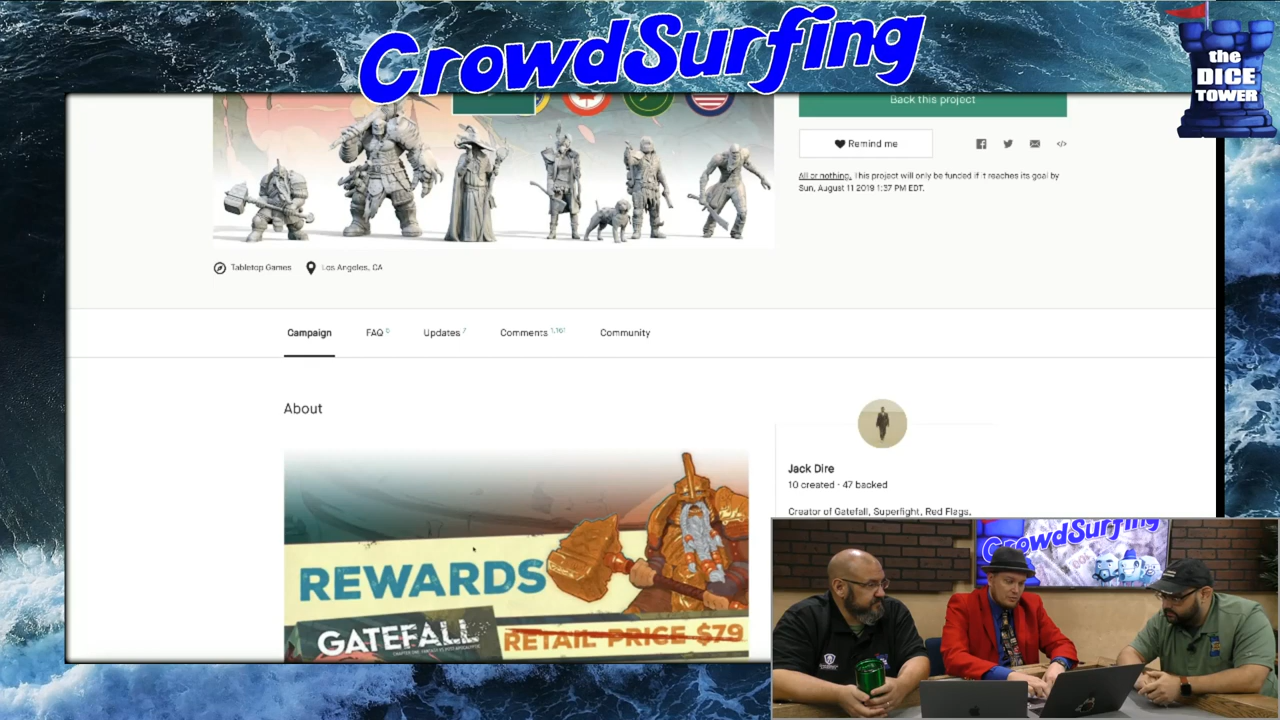 CrowdSurfing
the
DICE
TOWER
Back this project
Remind me
All or nothing. This project will only be funded if it reaches its goal by
Sun, August 11 2019 1:37 PM EDT.
Tabletop Games
Los Angeles, CA
Campaign
FAQ
Updates 7
Comments 1,161
Community
About
Jack Dire
10 created · 47 backed
Creator of Gatefall, Superfight, Red Flags,
REWARDS
GATEFALL
RETAIL PRICE $79
CrowdSurfing